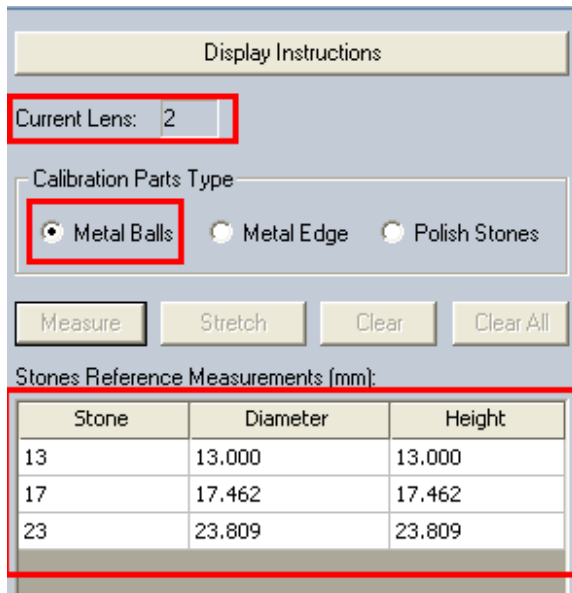 Display Instructions
Current Lens: 2
Calibration Parts Type
Metal Balls Metal Edge Polish Stones
Measure Stretch Clear Clear All
Stones Reference Measurements (mm):
Stone Diameter Height
13 13.000 13.000
17 17.462 17.462
23 23.809 23.809